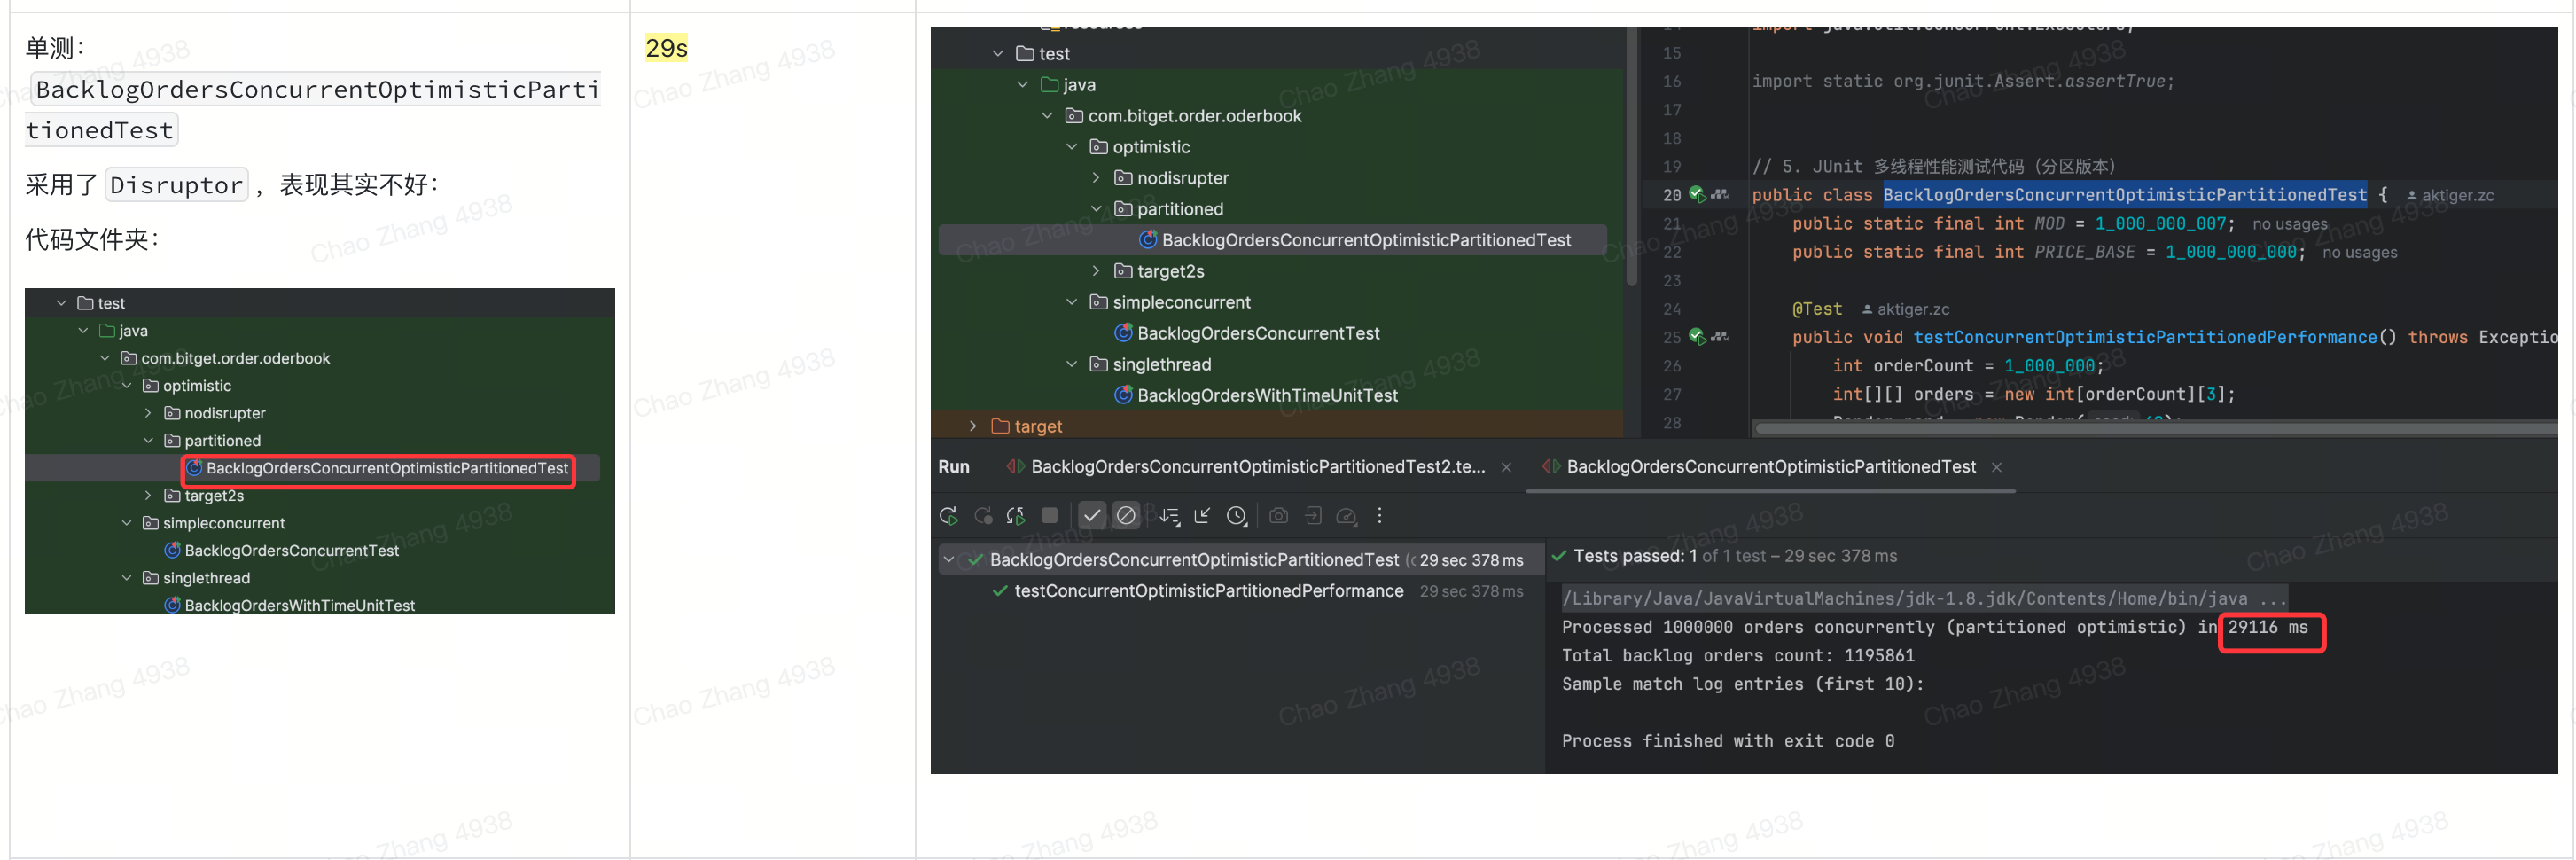 单测：
BacklogOrdersConcurrentOptimisticParti
tionedTest
采用了 Disruptor ，表现其实不好：
代码文件夹：
test
java
com.bitget.order.oderbook
optimistic
nodisrupter
partitioned
BacklogOrdersConcurrentOptimisticPartitionedTest
target2s
simpleconcurrent
BacklogOrdersConcurrentTest
singlethread
BacklogOrdersWithTimeUnitTest
29s
test
java
com.bitget.order.oderbook
optimistic
nodisrupter
partitioned
BacklogOrdersConcurrentOptimisticPartitionedTest
target2s
simpleconcurrent
BacklogOrdersConcurrentTest
singlethread
BacklogOrdersWithTimeUnitTest
target
15
16 import static org.junit.Assert.assertTrue;
17
18
19 // 5. JUnit 多线程性能测试代码（分区版本）
20 public class BacklogOrdersConcurrentOptimisticPartitionedTest { aktiger.zc
21 public static final int MOD = 1_000_000_007; no usages
22 public static final int PRICE_BASE = 1_000_000_000; no usages
23
24 @Test aktiger.zc
25 public void testConcurrentOptimisticPartitionedPerformance() throws Exceptio
26 int orderCount = 1_000_000;
27 int[][] orders = new int[orderCount][3];
28
Run BacklogOrdersConcurrentOptimisticPartitionedTest2.te... × BacklogOrdersConcurrentOptimisticPartitionedTest ×
BacklogOrdersConcurrentOptimisticPartitionedTest (c 29 sec 378 ms
testConcurrentOptimisticPartitionedPerformance 29 sec 378 ms
Tests passed: 1 of 1 test – 29 sec 378 ms
/Library/Java/JavaVirtualMachines/jdk-1.8.jdk/Contents/Home/bin/java ...
Processed 1000000 orders concurrently (partitioned optimistic) in 29116 ms
Total backlog orders count: 1195861
Sample match log entries (first 10):
Process finished with exit code 0
Chao Zhang 4938